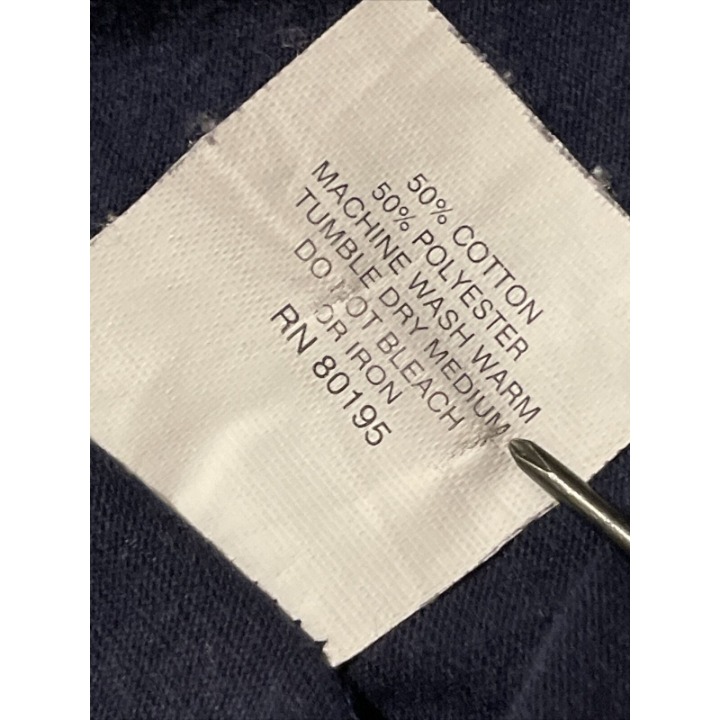 50% COTTON
50% POLYESTER
MACHINE WASH WARM
TUMBLE DRY MEDIUM
DO NOT BLEACH
OR IRON
RN 80195